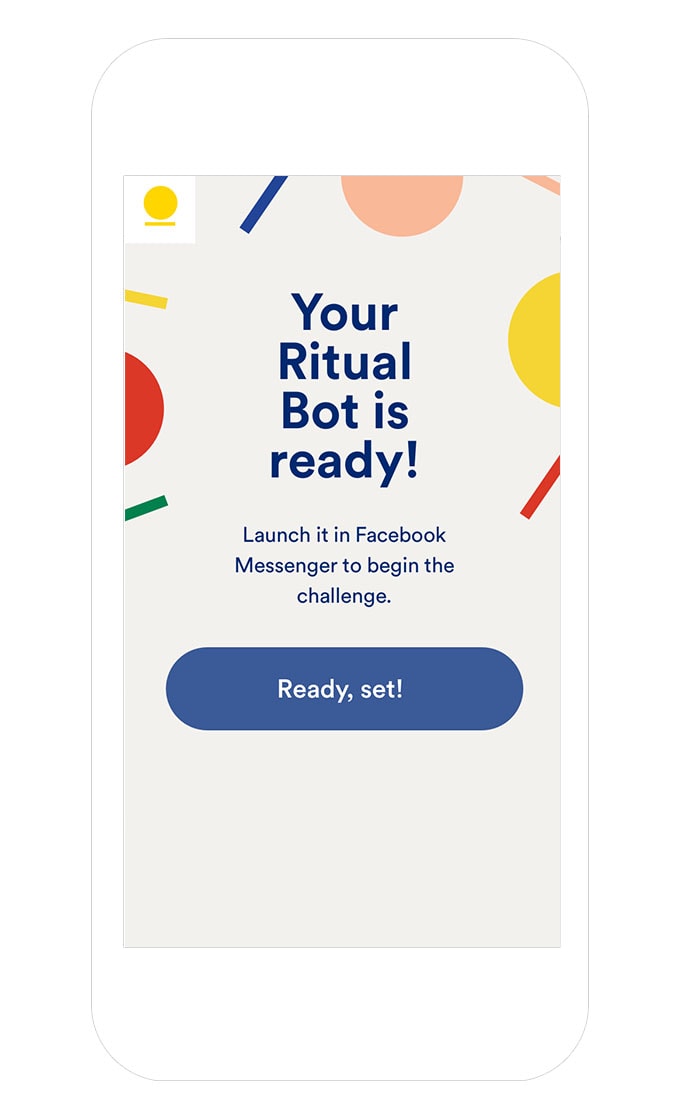 Your
Ritual
Bot is
ready!
Launch it in Facebook
Messenger to begin the
challenge.
Ready, set!